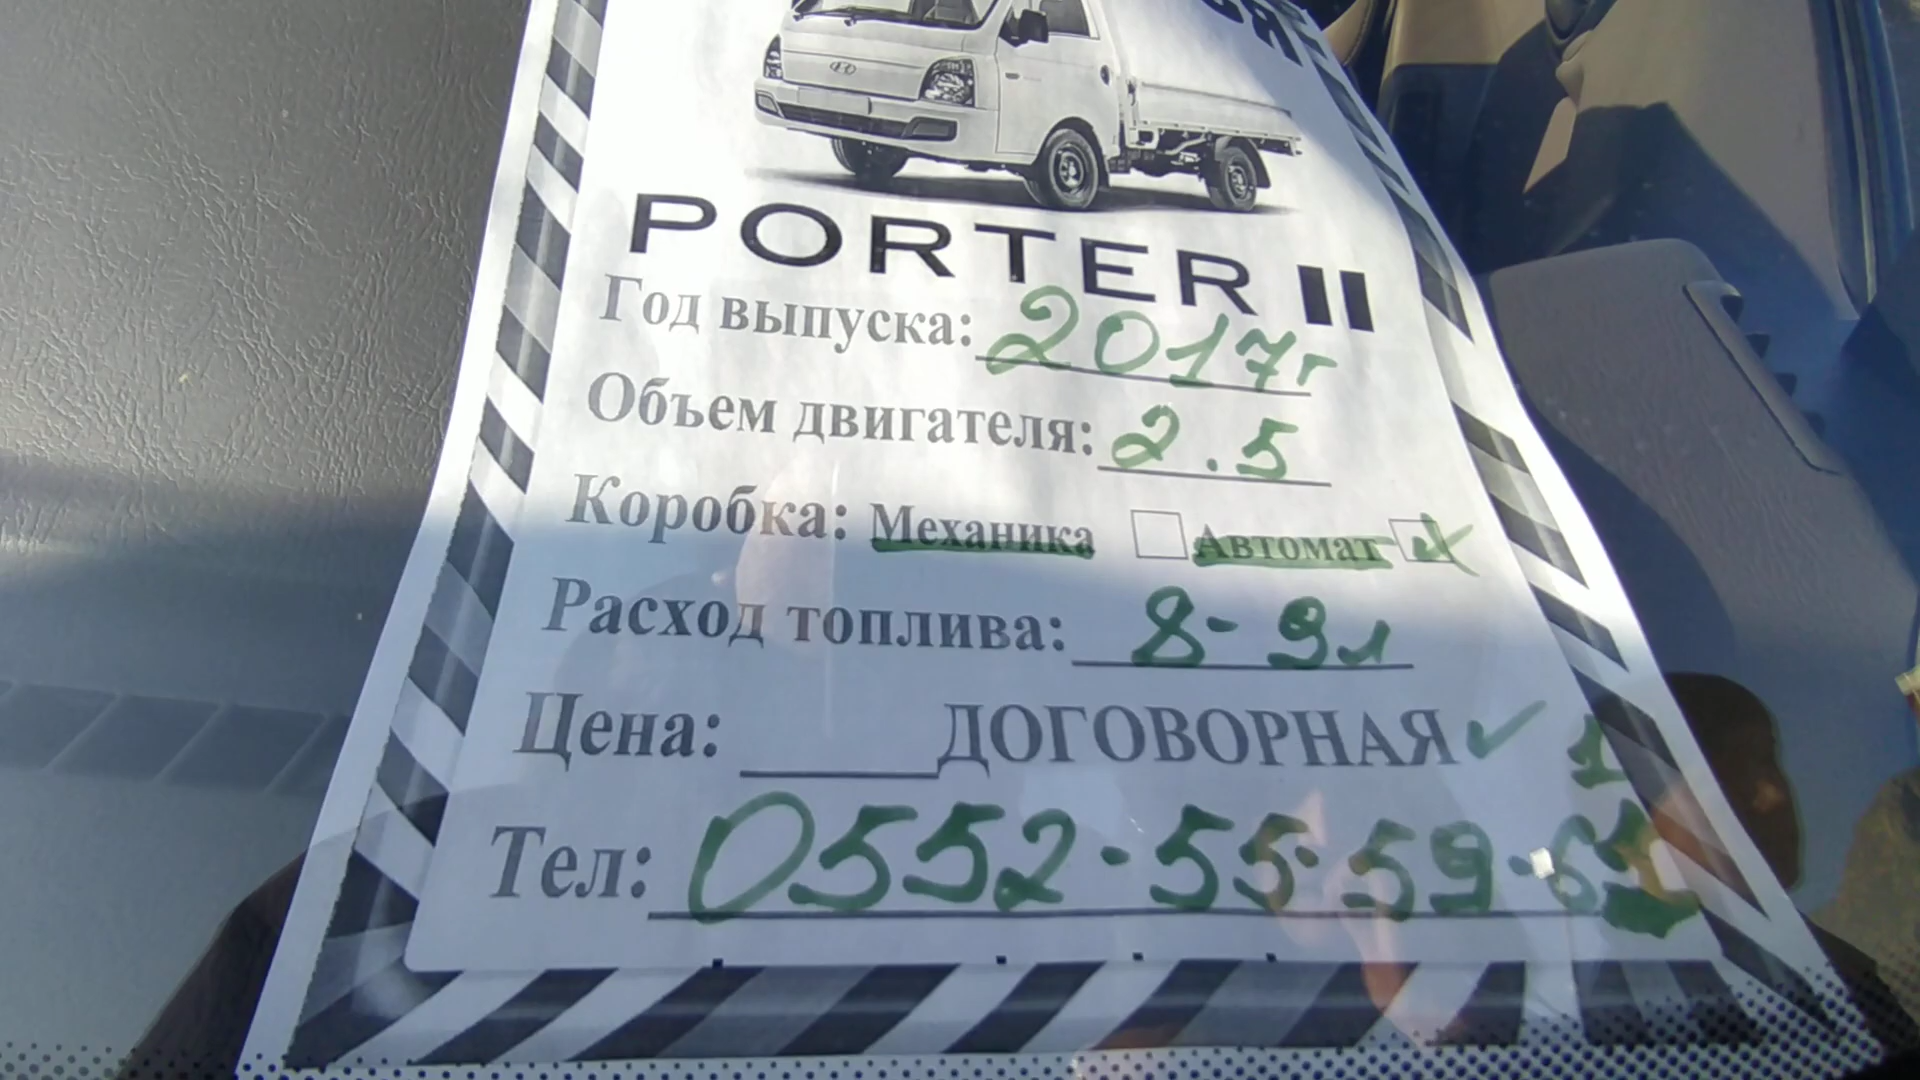 PORTER II
Год выпуска: 2017г
Объем двигателя: 2.5
Коробка: Механика Автомат
Расход топлива: 8-9л
Цена: ДОГОВОРНАЯ
Тел: 0552-55-59-